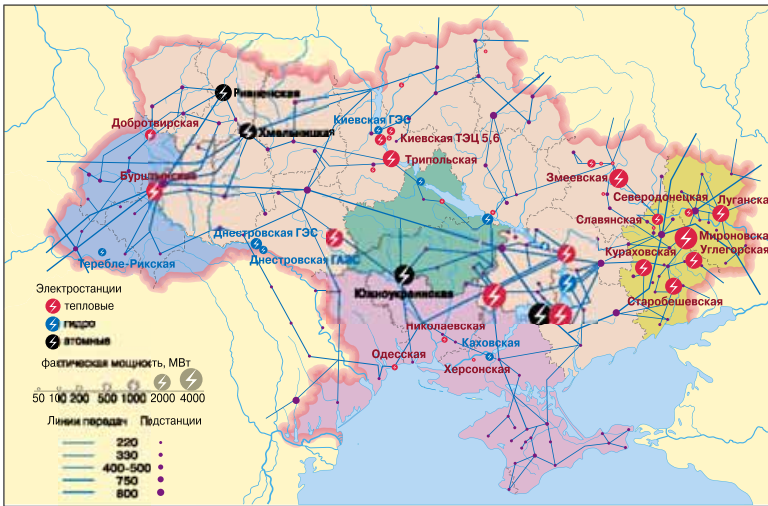 Ривненская
Добротвирская
Киевская ГЭС
Хмельницкая
Киевская ТЭЦ 5,6
Трипольская
Бурштынская
Змеевская
Северодонецкая
Луганска
Славянская
Днестровская ГЭС
Мироновска
Углегорская
Кураховская
Днестровская ГАЭС
Теребле-Рикская
Южноукраинская
Старобешевская
Николаевская
Каховская
Одесская
Херсонская
Электростанции
тепловые
гидро
атомные
фактическая мощность, МВт
50 100 200 500 1000 2000 4000
Линии передач Подстанции
220
330
400-500
750
800